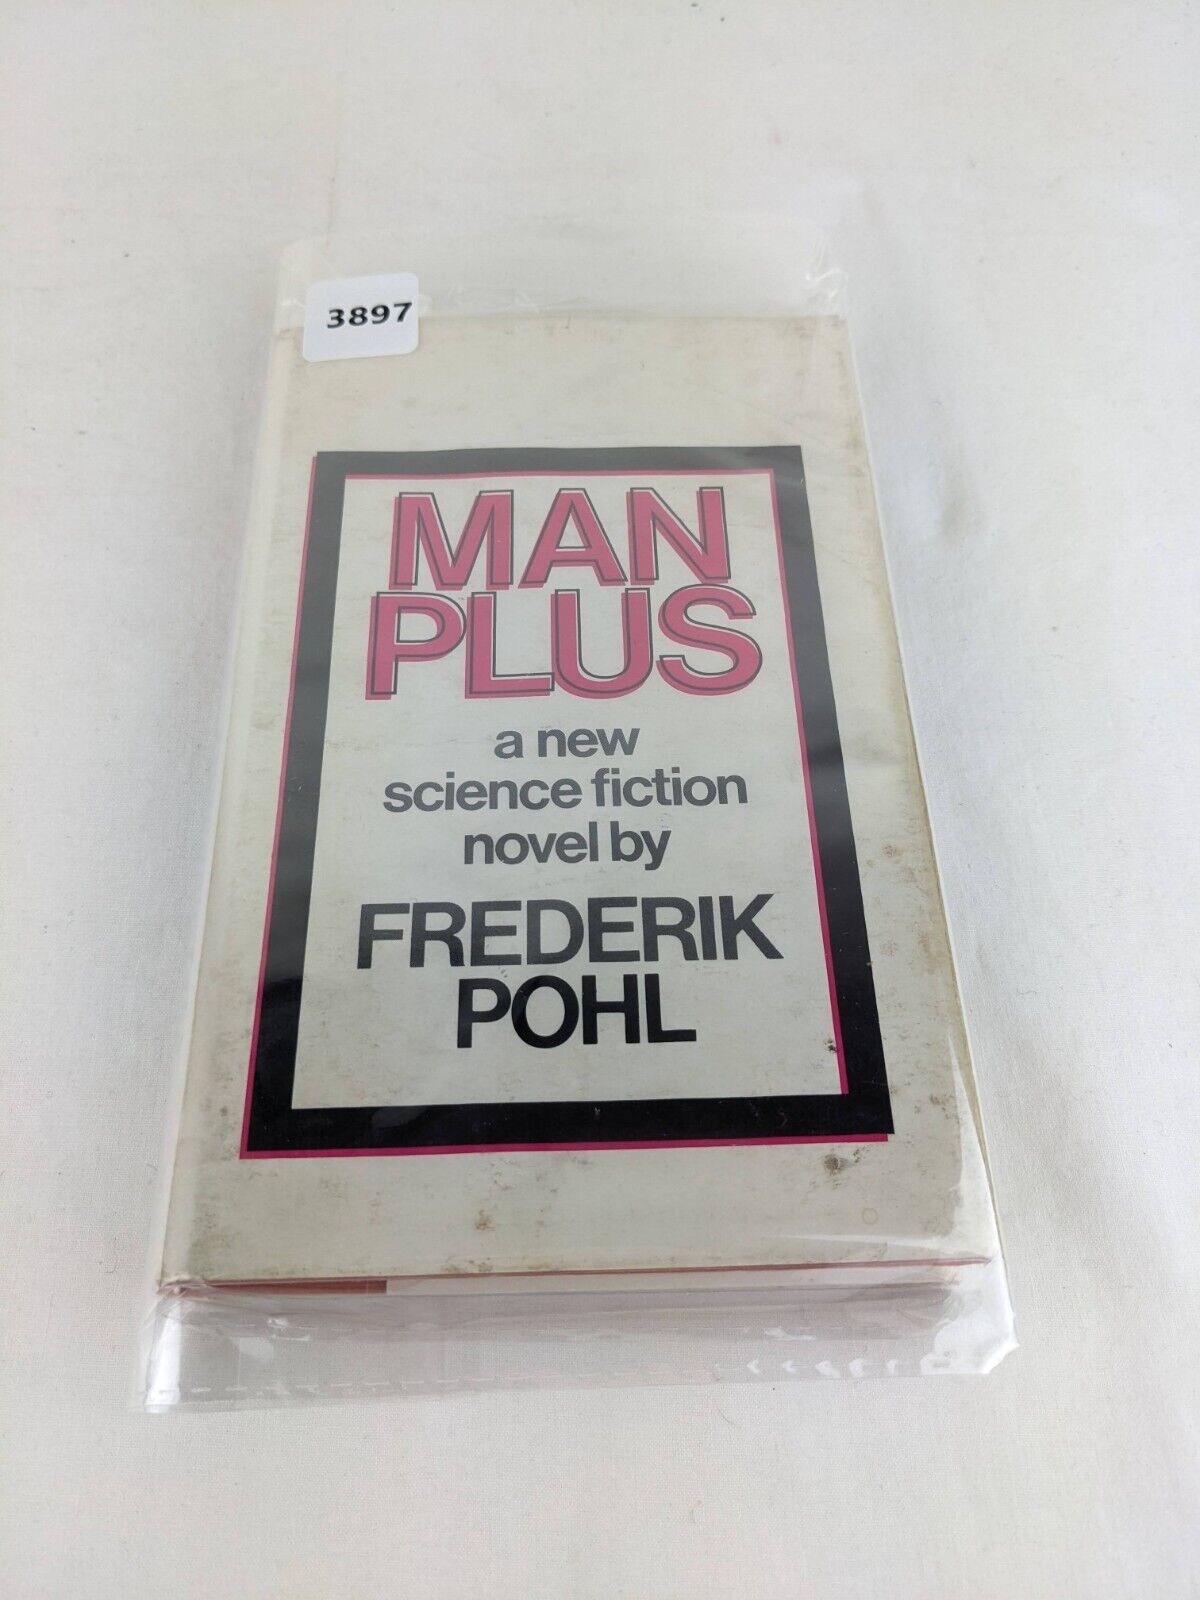 3897
MAN
PLUS
a new
science fiction
novel by
FREDERIK
POHL